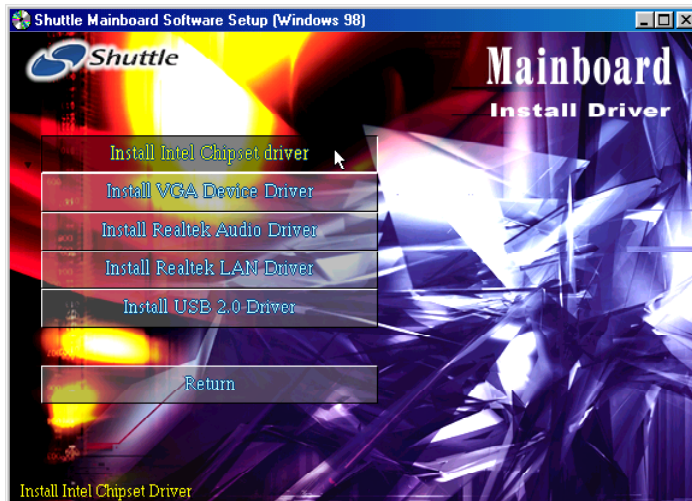 Shuttle Mainboard Software Setup (Windows 98)
Shuttle
Mainboard
Install Driver
Install Intel Chipset driver
Install VGA Device Driver
Install Realtek Audio Driver
Install Realtek LAN Driver
Install USB 2.0 Driver
Return
Install Intel Chipset Driver